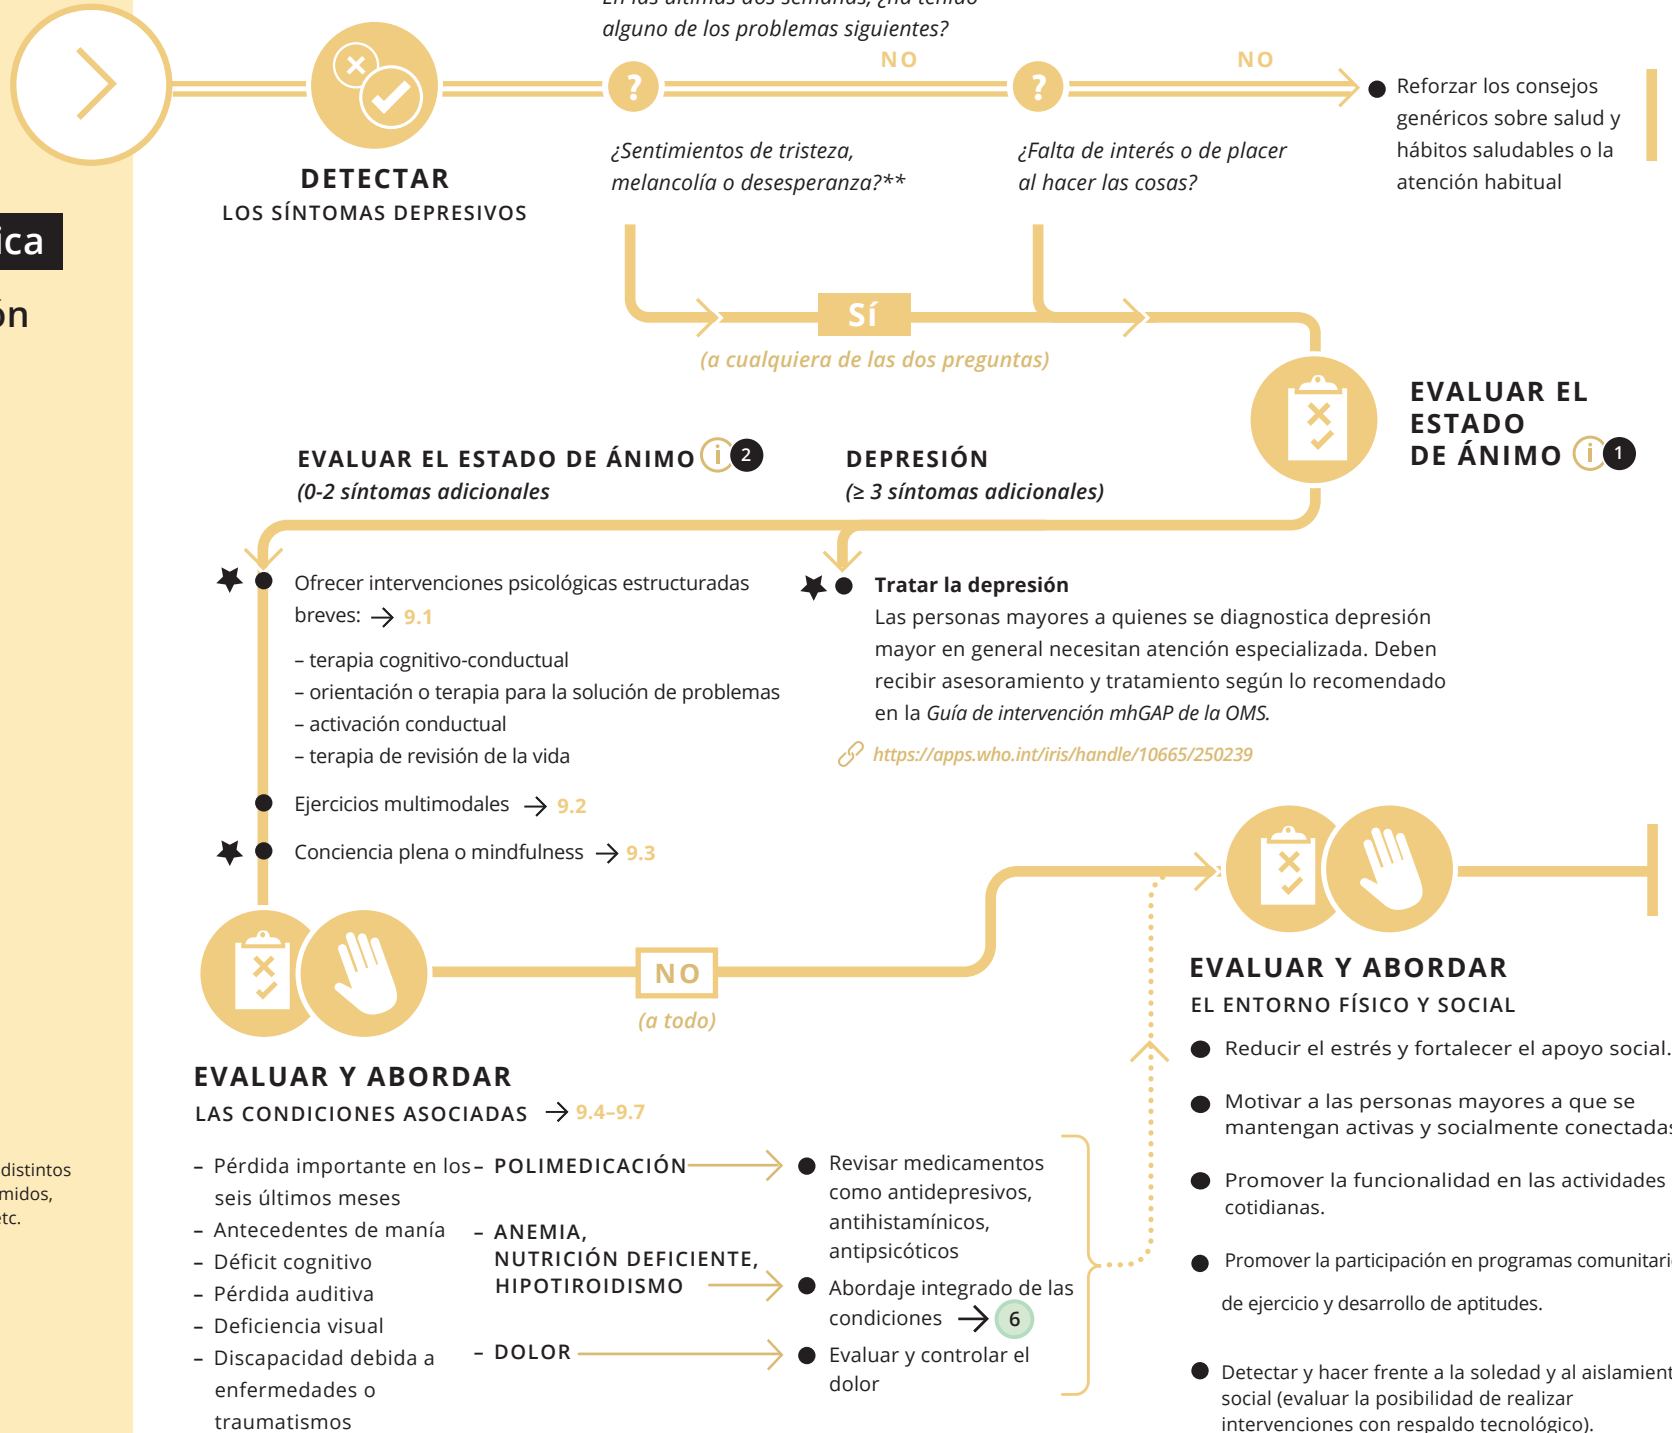 alguno de los problemas siguientes?
NO
NO
?
?
Reforzar los consejos
genéricos sobre salud y
hábitos saludables o la
atención habitual
¿Sentimientos de tristeza,
melancolía o desesperanza?**
¿Falta de interés o de placer
al hacer las cosas?
DETECTAR
LOS SÍNTOMAS DEPRESIVOS
ica
ón
Sí
(a cualquiera de las dos preguntas)
EVALUAR EL
ESTADO
DE ÁNIMO i 1
EVALUAR EL ESTADO DE ÁNIMO i 2
(0-2 síntomas adicionales
DEPRESIÓN
(≥ 3 síntomas adicionales)
Ofrecer intervenciones psicológicas estructuradas
breves: → 9.1
– terapia cognitivo-conductual
– orientación o terapia para la solución de problemas
– activación conductual
– terapia de revisión de la vida
Ejercicios multimodales → 9.2
Conciencia plena o mindfulness → 9.3
Tratar la depresión
Las personas mayores a quienes se diagnostica depresión
mayor en general necesitan atención especializada. Deben
recibir asesoramiento y tratamiento según lo recomendado
en la Guía de intervención mhGAP de la OMS.
https://apps.who.int/iris/handle/10665/250239
NO
(a todo)
EVALUAR Y ABORDAR
LAS CONDICIONES ASOCIADAS → 9.4–9.7
– Pérdida importante en los
seis últimos meses
– Antecedentes de manía
– Déficit cognitivo
– Pérdida auditiva
– Deficiencia visual
– Discapacidad debida a
enfermedades o
traumatismos
– POLIMEDICACIÓN
– ANEMIA,
NUTRICIÓN DEFICIENTE,
HIPOTIROIDISMO
– DOLOR
Revisar medicamentos
como antidepresivos,
antihistamínicos,
antipsicóticos
Abordaje integrado de las
condiciones → 6
Evaluar y controlar el
dolor
EVALUAR Y ABORDAR
EL ENTORNO FÍSICO Y SOCIAL
Reducir el estrés y fortalecer el apoyo social.
Motivar a las personas mayores a que se
mantengan activas y socialmente conectadas
Promover la funcionalidad en las actividades
cotidianas.
Promover la participación en programas comunitari
de ejercicio y desarrollo de aptitudes.
Detectar y hacer frente a la soledad y al aislamient
social (evaluar la posibilidad de realizar
intervenciones con respaldo tecnológico).
distintos
midos,
etc.